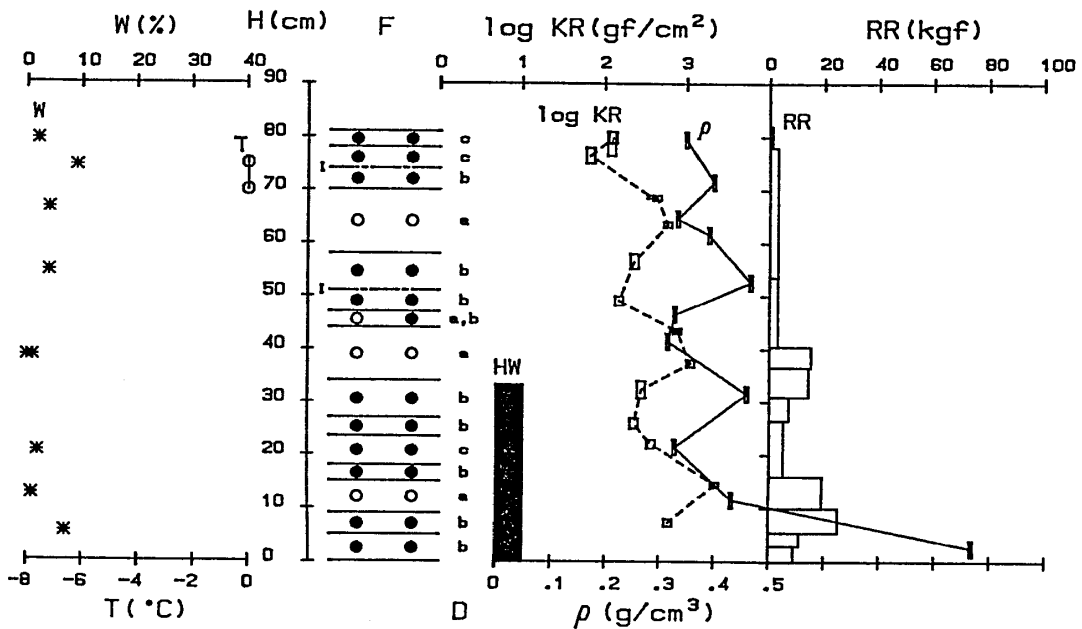 W(%) H(cm) F log KR(gf/cm²) RR(kgf)
0 10 20 30 40 0 1 2 3 4 0 20 40 60 80 100
90
W log KR ρ RR
80 c
T c
I
70 b
60 a
b
50 I b
a,b
40 a
HW
30 b
b
20 c
b
10 a
b
0 b
-8 -6 -4 -2 0 0 .1 .2 .3 .4 .5
T(°C) D ρ (g/cm³)